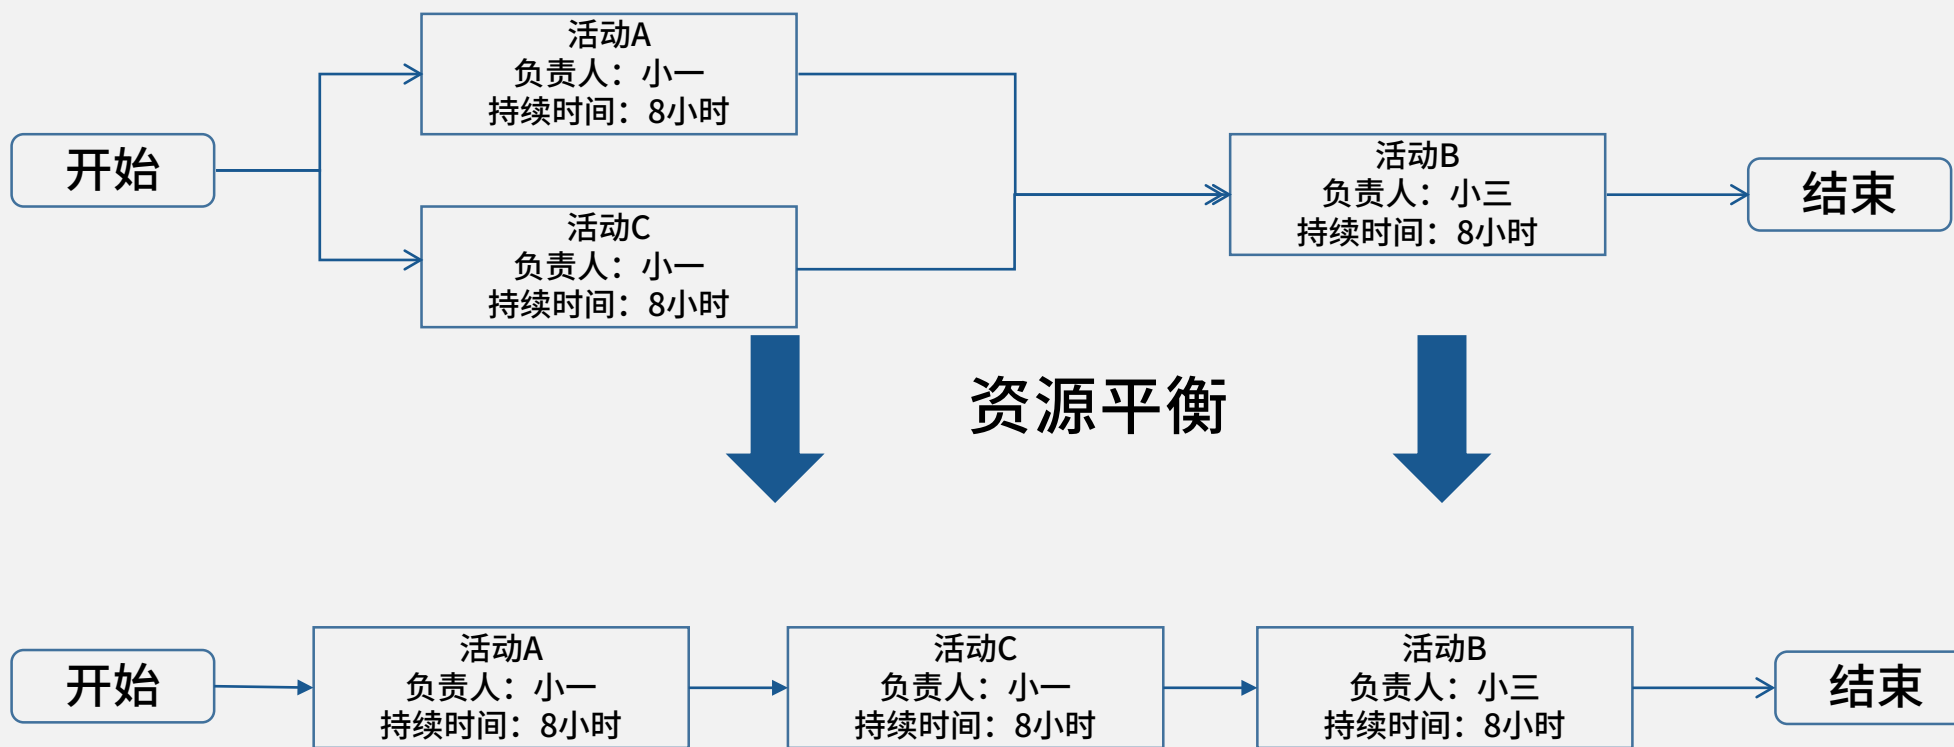 活动A
负责人：小一
持续时间：8小时
开始
活动C
负责人：小一
持续时间：8小时
活动B
负责人：小三
持续时间：8小时
结束
资源平衡
开始
活动A
负责人：小一
持续时间：8小时
活动C
负责人：小一
持续时间：8小时
活动B
负责人：小三
持续时间：8小时
结束